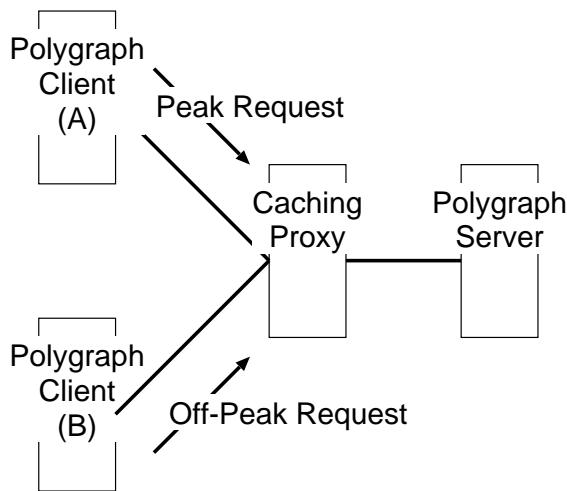 Polygraph
Client
(A)
Peak Request
Caching
Proxy
Polygraph
Server
Polygraph
Client
(B)
Off-Peak Request